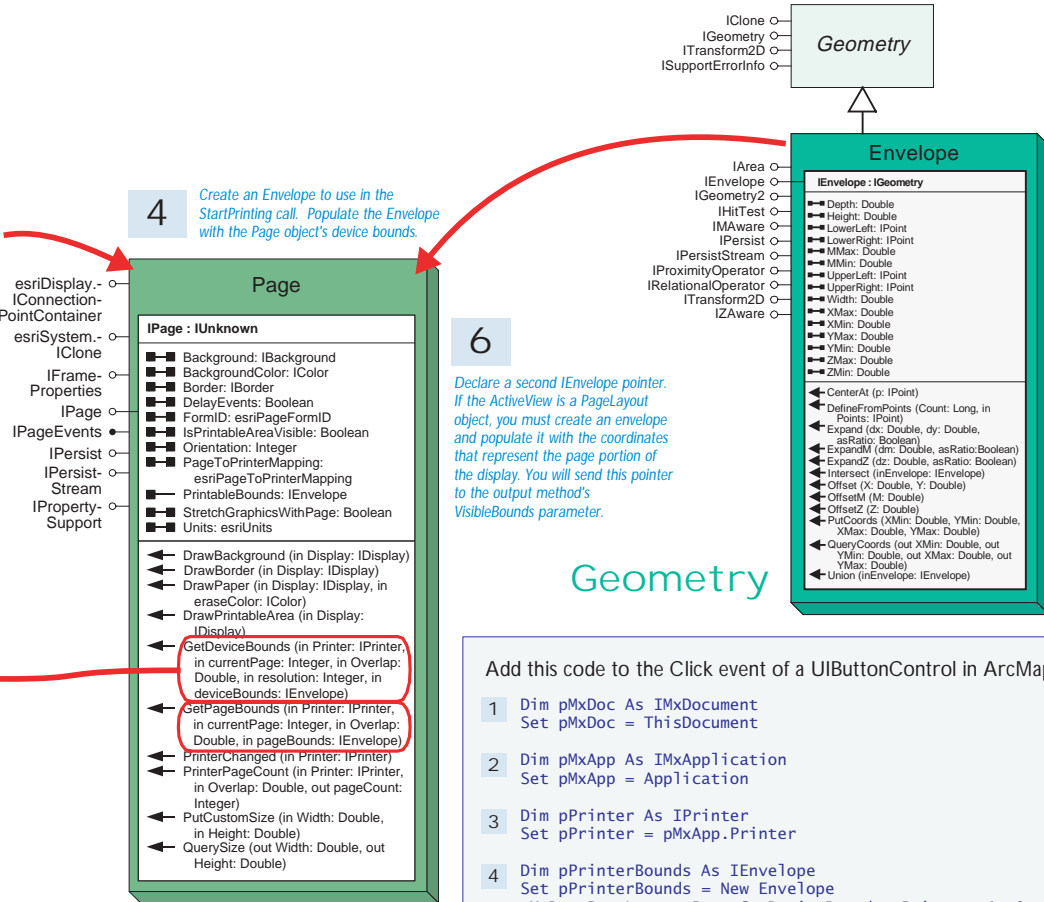 IClone
IGeometry
ITransform2D
ISupportErrorInfo
Geometry
4
Create an Envelope to use in the
StartPrinting call. Populate the Envelope
with the Page object's device bounds.
esriDisplay.-
IConnection-
PointContainer
esriSystem.-
IClone
IFrame-
Properties
IPage
IPageEvents
IPersist
IPersist-
Stream
IProperty-
Support
Page
IPage : IUnknown
Background: IBackground
BackgroundColor: IColor
Border: IBorder
DelayEvents: Boolean
FormID: esriPageFormID
IsPrintableAreaVisible: Boolean
Orientation: Integer
PageToPrinterMapping:
esriPageToPrinterMapping
PrintableBounds: IEnvelope
StretchGraphicsWithPage: Boolean
Units: esriUnits
DrawBackground (in Display: IDisplay)
DrawBorder (in Display: IDisplay)
DrawPaper (in Display: IDisplay, in
eraseColor: IColor)
DrawPrintableArea (in Display:
IDisplay)
GetDeviceBounds (in Printer: IPrinter,
in currentPage: Integer, in Overlap:
Double, in resolution: Integer, in
deviceBounds: IEnvelope)
GetPageBounds (in Printer: IPrinter,
in currentPage: Integer, in Overlap:
Double, in pageBounds: IEnvelope)
PrinterChanged (in Printer: IPrinter)
PrinterPageCount (in Printer: IPrinter,
in Overlap: Double, out pageCount:
Integer)
PutCustomSize (in Width: Double,
in Height: Double)
QuerySize (out Width: Double, out
Height: Double)
6
Declare a second IEnvelope pointer.
If the ActiveView is a PageLayout
object, you must create an envelope
and populate it with the coordinates
that represent the page portion of
the display. You will send this pointer
to the output method's
VisibleBounds parameter.
IArea
IEnvelope
IGeometry2
IHitTest
IMAware
IPersist
IPersistStream
IProximityOperator
IRelationalOperator
ITransform2D
IZAware
Envelope
IEnvelope : IGeometry
Depth: Double
Height: Double
LowerLeft: IPoint
LowerRight: IPoint
MMax: Double
MMin: Double
UpperLeft: IPoint
UpperRight: IPoint
Width: Double
XMax: Double
XMin: Double
YMax: Double
YMin: Double
ZMax: Double
ZMin: Double
CenterAt (p: IPoint)
DefineFromPoints (Count: Long, in
Points: IPoint)
Expand (dx: Double, dy: Double,
asRatio: Boolean)
ExpandM (dm: Double, asRatio:Boolean)
ExpandZ (dz: Double, asRatio: Boolean)
Intersect (inEnvelope: IEnvelope)
Offset (X: Double, Y: Double)
OffsetM (M: Double)
OffsetZ (Z: Double)
PutCoords (XMin: Double, YMin: Double,
XMax: Double, YMax: Double)
QueryCoords (out XMin: Double, out
YMin: Double, out XMax: Double, out
YMax: Double)
Union (inEnvelope: IEnvelope)
Geometry
Add this code to the Click event of a UIButtonControl in ArcMap
1 Dim pMxDoc As IMxDocument
Set pMxDoc = ThisDocument
2 Dim pMxApp As IMxApplication
Set pMxApp = Application
3 Dim pPrinter As IPrinter
Set pPrinter = pMxApp.Printer
4 Dim pPrinterBounds As IEnvelope
Set pPrinterBounds = New Envelope